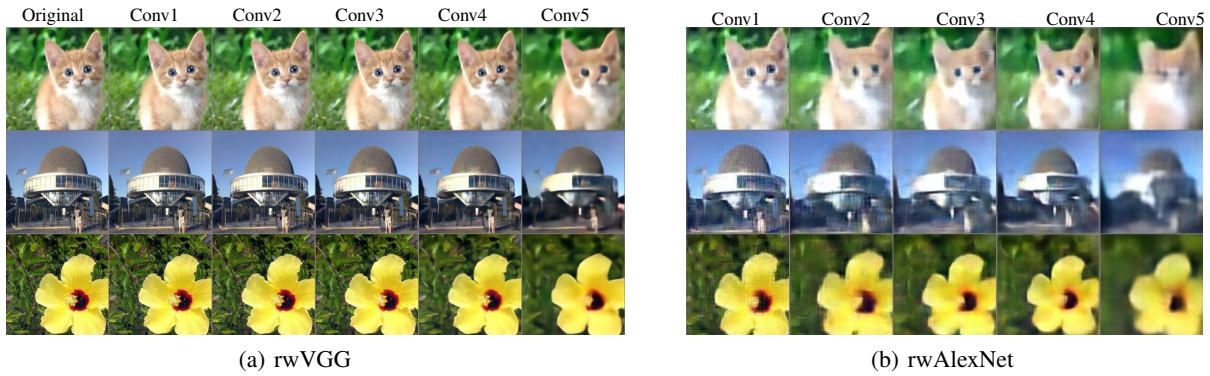 Original Conv1 Conv2 Conv3 Conv4 Conv5
Conv1 Conv2 Conv3 Conv4 Conv5
(a) rwVGG
(b) rwAlexNet